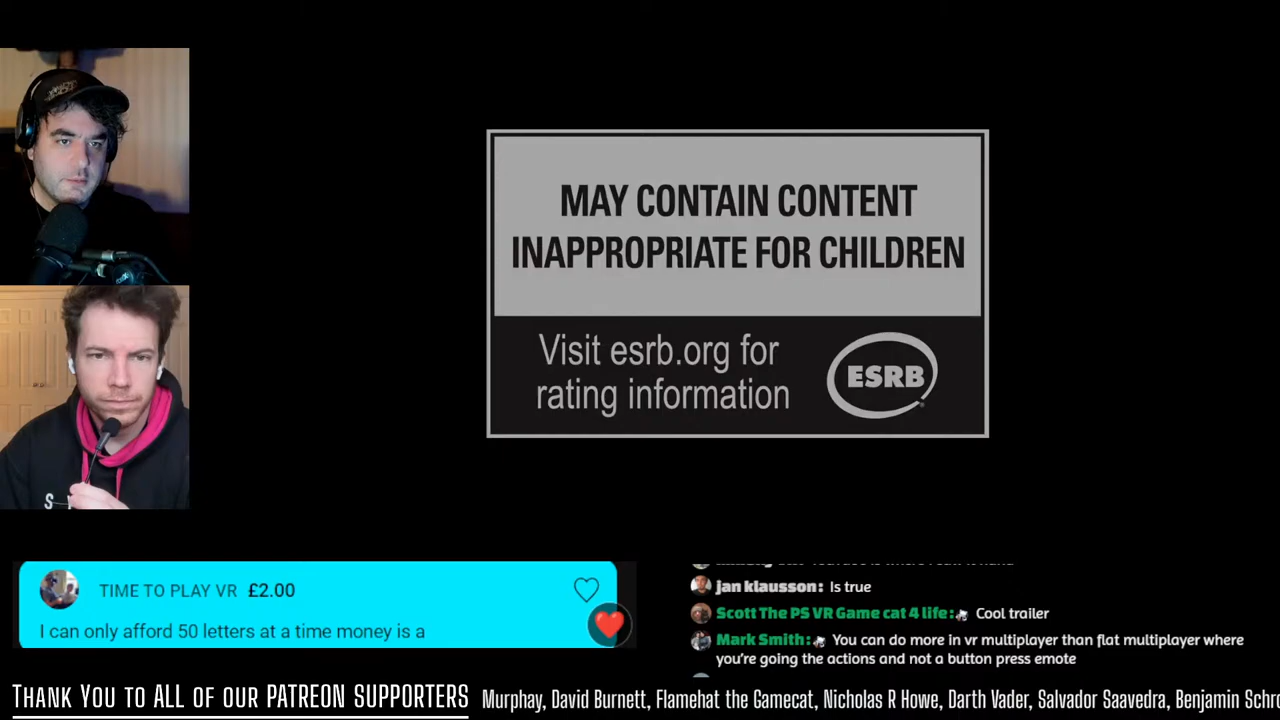 MAY CONTAIN CONTENT
INAPPROPRIATE FOR CHILDREN
Visit esrb.org for
rating information
ESRB
TIME TO PLAY VR £2.00
I can only afford 50 letters at a time money is a
jan klausson: Is true
Scott The PS VR Game cat 4 life: Cool trailer
Mark Smith: You can do more in vr multiplayer than flat multiplayer where
you're going the actions and not a button press emote
THANK YOU TO ALL OF OUR PATREON SUPPORTERS Murphay, David Burnett, Flamehat the Gamecat, Nicholas R Howe, Darth Vader, Salvador Saavedra, Benjamin Schr